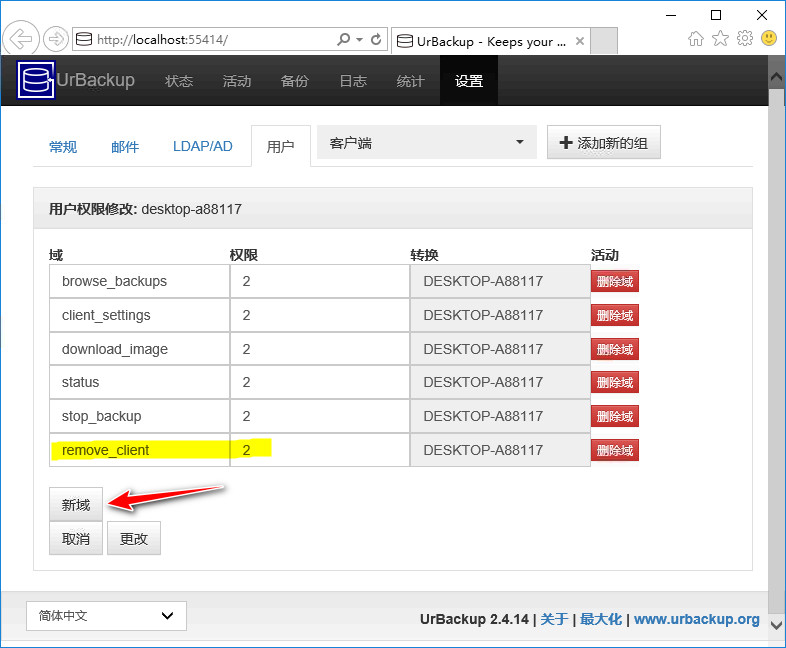 http://localhost:55414/
UrBackup - Keeps your ...
UrBackup 状态 活动 备份 日志 统计 设置
常规 邮件 LDAP/AD 用户 客户端 添加新的组
用户权限修改: desktop-a88117
域 权限 转换 活动
browse_backups 2 DESKTOP-A88117 删除域
client_settings 2 DESKTOP-A88117 删除域
download_image 2 DESKTOP-A88117 删除域
status 2 DESKTOP-A88117 删除域
stop_backup 2 DESKTOP-A88117 删除域
remove_client 2 DESKTOP-A88117 删除域
新域
取消 更改
简体中文
UrBackup 2.4.14 | 关于 | 最大化 | www.urbackup.org